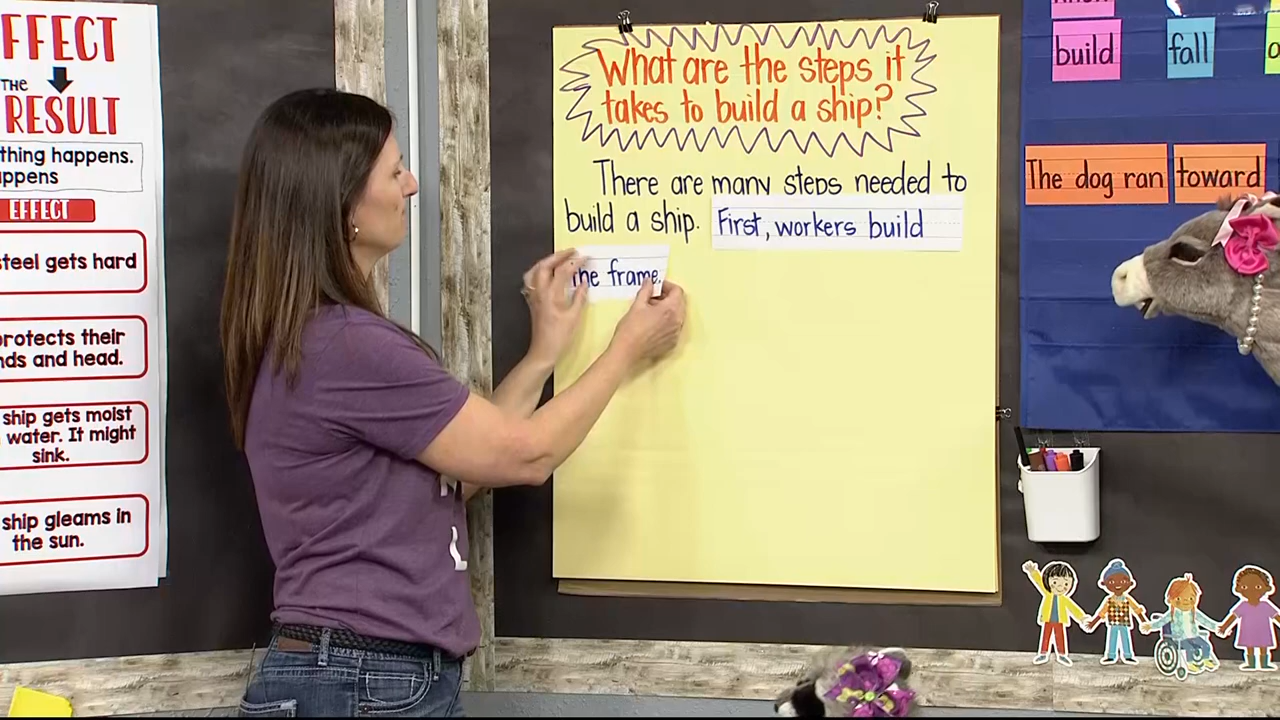 FFECT
THE
RESULT
thing happens.
ppens
EFFECT
steel gets hard
protects their
nds and head.
ship gets moist
water. It might
sink.
ship gleams in
the sun.
What are the steps it
takes to build a ship?
There are many steps needed to
build a ship. First, workers build
the frame.
build fall
The dog ran toward